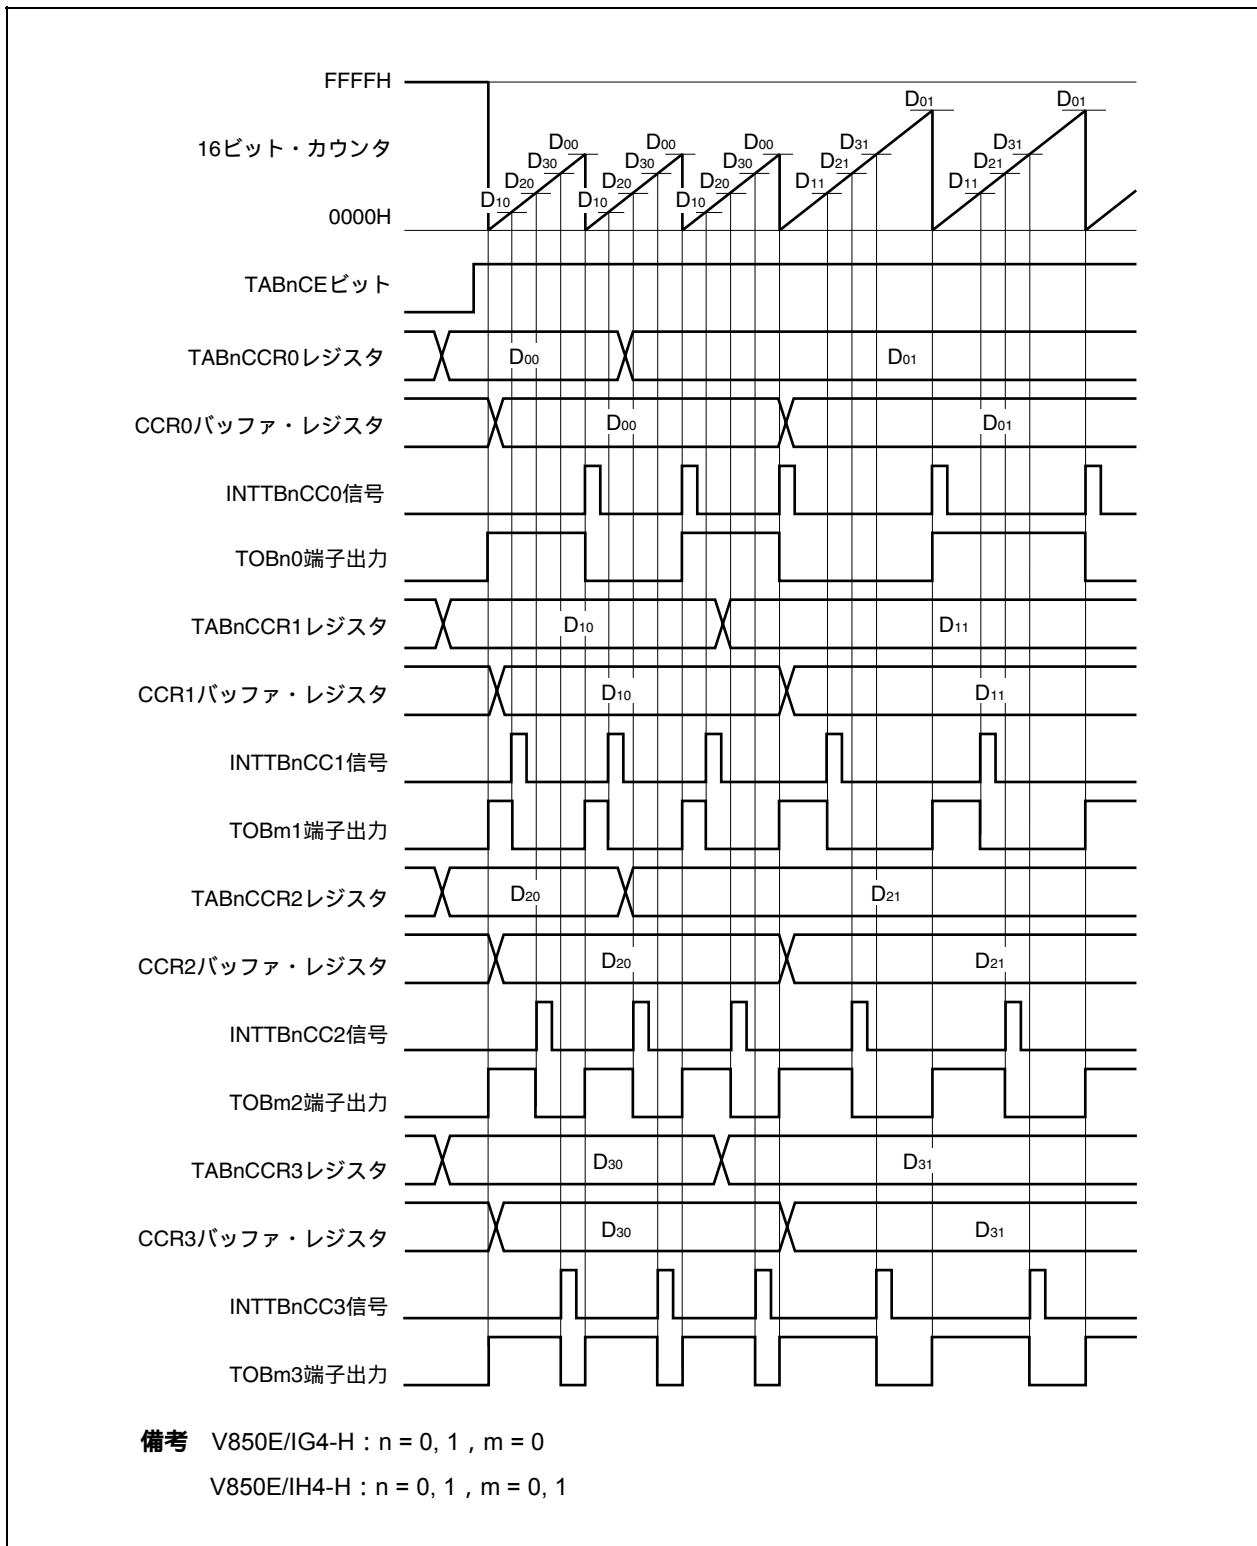 FFFFH
D01 D01
16ビット・カウンタ
D00 D00 D00 D31 D31
D30 D30 D30 D21 D21
D20 D20 D20 D11 D11
D10 D10 D10
0000H
TABnCEビット
TABnCCR0レジスタ D00 D01
CCR0バッファ・レジスタ D00 D01
INTTBnCC0信号
TOBn0端子出力
TABnCCR1レジスタ D10 D11
CCR1バッファ・レジスタ D10 D11
INTTBnCC1信号
TOBm1端子出力
TABnCCR2レジスタ D20 D21
CCR2バッファ・レジスタ D20 D21
INTTBnCC2信号
TOBm2端子出力
TABnCCR3レジスタ D30 D31
CCR3バッファ・レジスタ D30 D31
INTTBnCC3信号
TOBm3端子出力
備考 V850E/IG4-H：n = 0, 1，m = 0
V850E/IH4-H：n = 0, 1，m = 0, 1